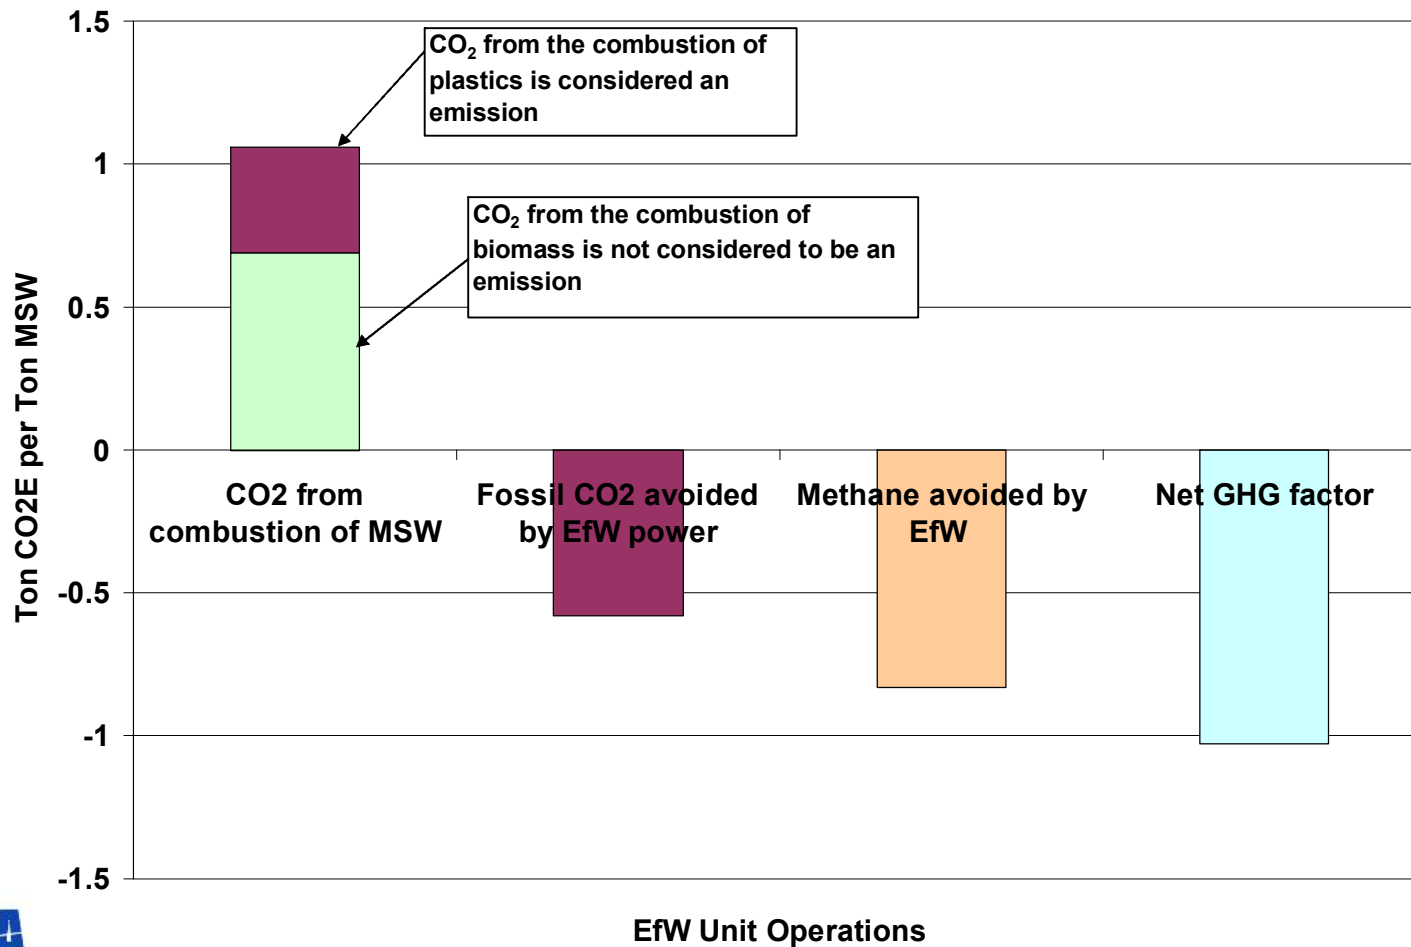 1.5
1
0.5
0
-0.5
-1
-1.5
Ton CO2E per Ton MSW
CO₂ from the combustion of
plastics is considered an
emission
CO₂ from the combustion of
biomass is not considered to be an
emission
CO2 from
combustion of MSW
Fossil CO2 avoided
by EfW power
Methane avoided by
EfW
Net GHG factor
EfW Unit Operations